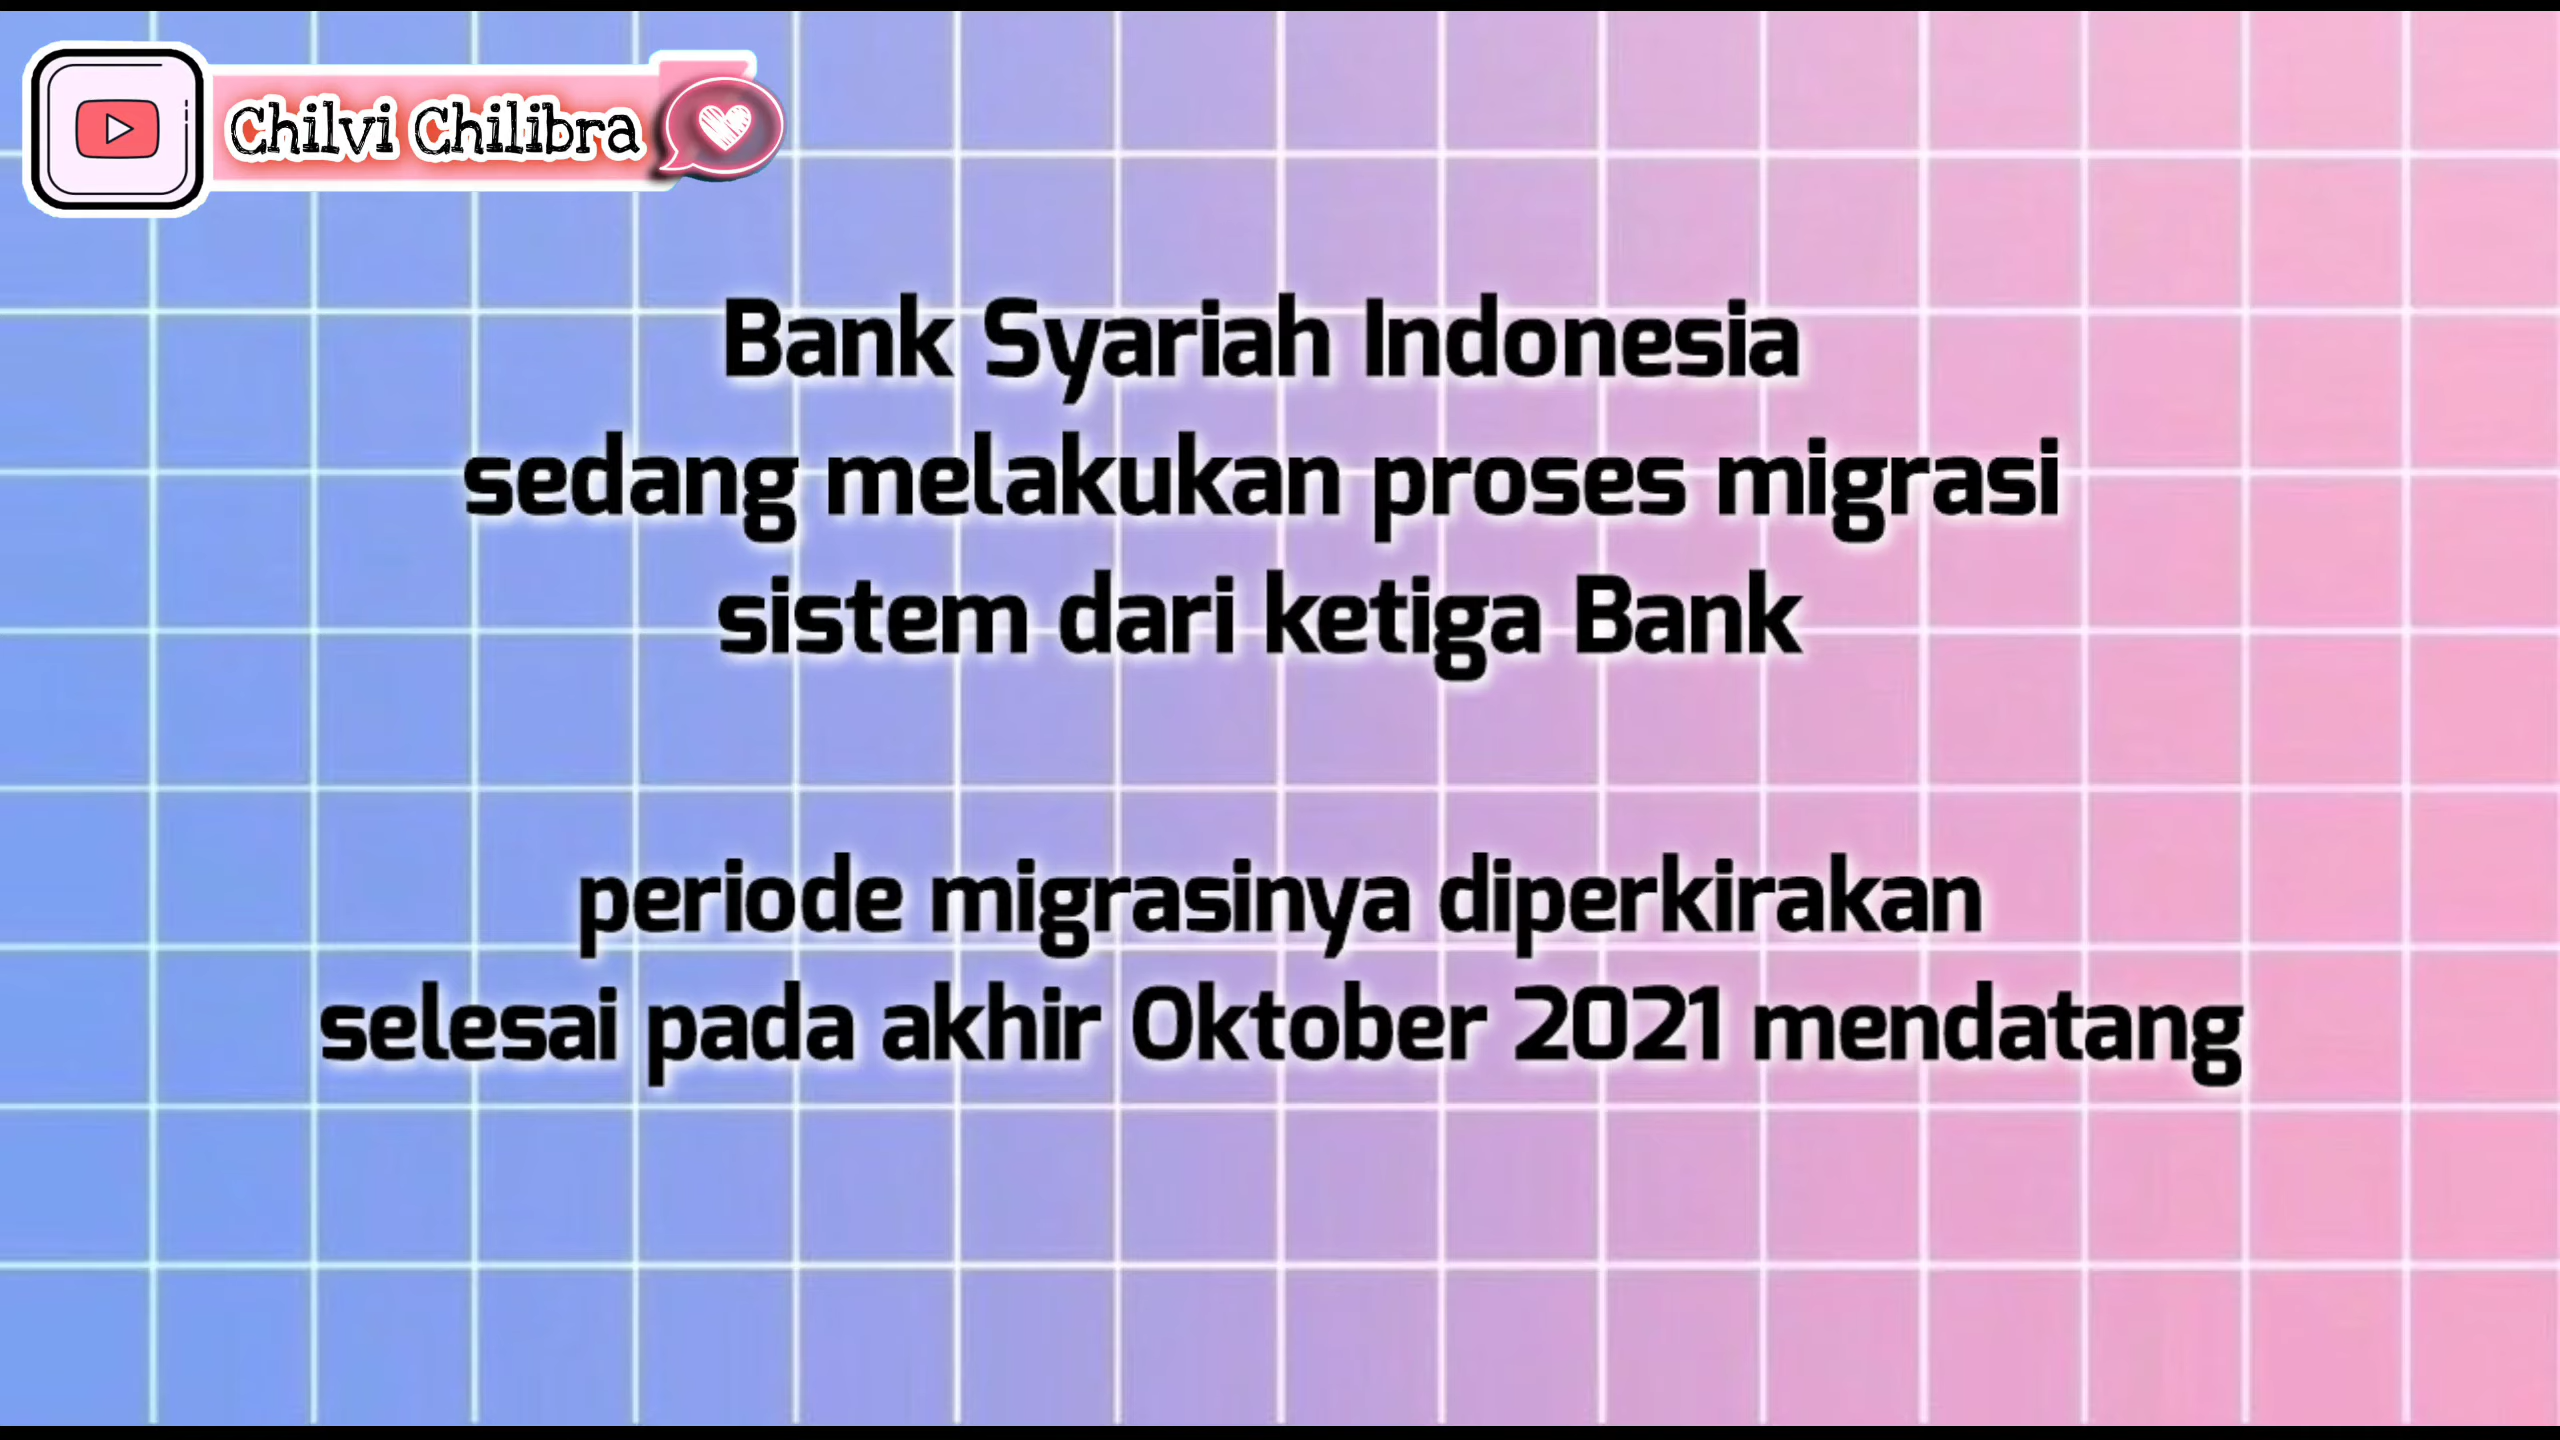 Chilvi Chilibra
Bank Syariah Indonesia
sedang melakukan proses migrasi
sistem dari ketiga Bank
periode migrasinya diperkirakan
selesai pada akhir Oktober 2021 mendatang